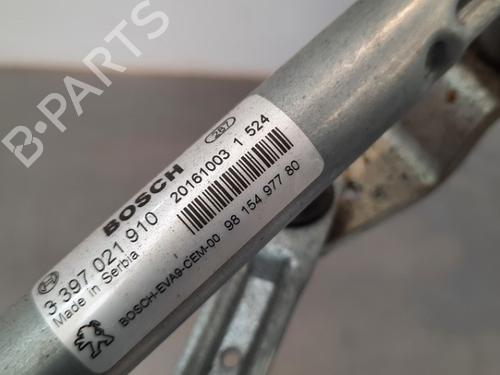 B-PARTS
267
BOSCH
20161003 1 524
3 397 021 910
Made in Serbia
BOSCH-EVA9-CEM-00
98 154 977 80